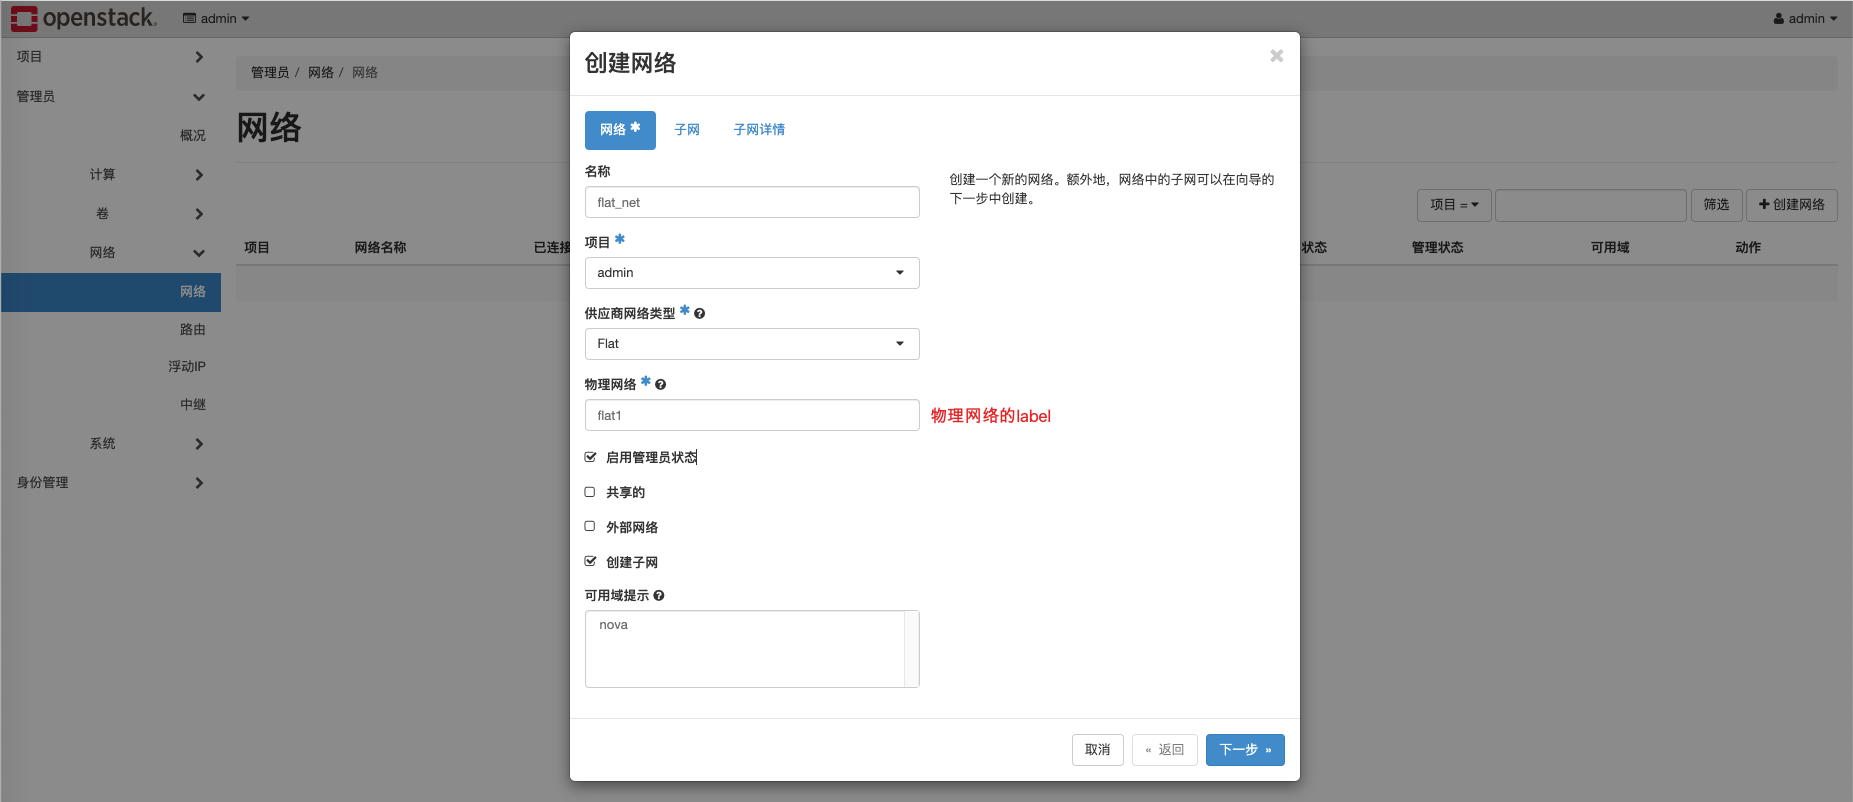 openstack. admin admin
项目
管理员
概况
计算
卷
网络
网络
路由
浮动IP
中继
系统
身份管理
管理员 / 网络 / 网络
网络
项目 = 筛选 +创建网络
项目 网络名称 已连接 状态 管理状态 可用域 动作
创建网络 ×
网络 * 子网 子网详情
名称
flat_net
创建一个新的网络。额外地，网络中的子网可以在向导的
下一步中创建。
项目 *
admin
供应商网络类型 * ?
Flat
物理网络 * ?
flat1
物理网络的label
启用管理员状态
共享的
外部网络
创建子网
可用域提示 ?
nova
取消 « 返回 下一步 »